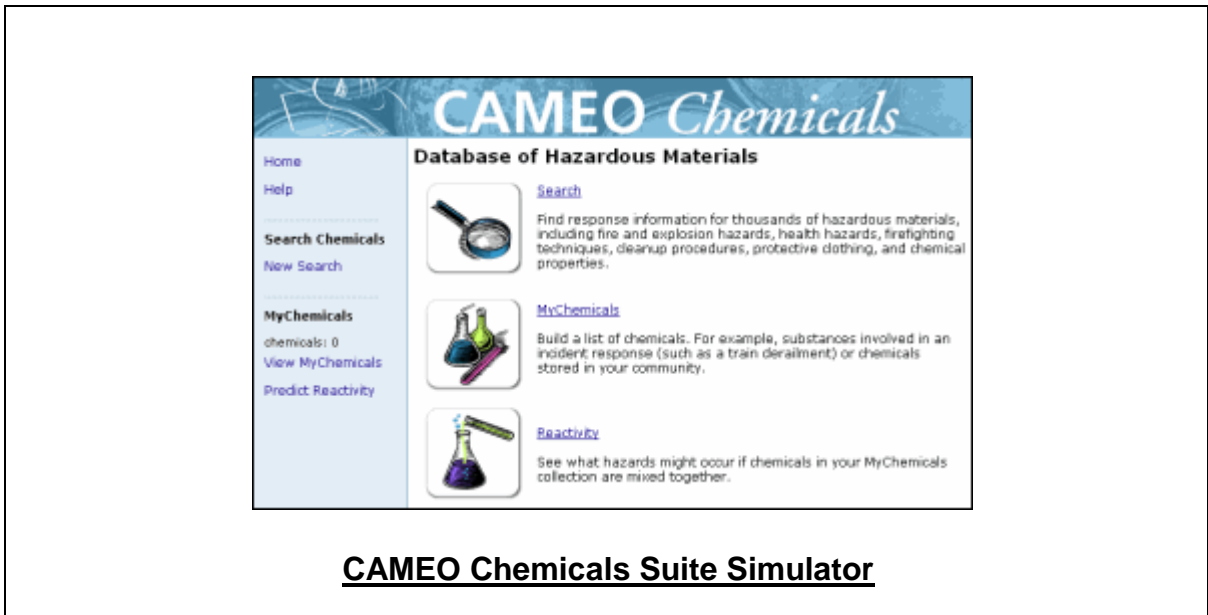 CAMEO Chemicals
Home
Help
Search Chemicals
New Search
MyChemicals
chemicals: 0
View MyChemicals
Predict Reactivity
Database of Hazardous Materials
Search
Find response information for thousands of hazardous materials,
including fire and explosion hazards, health hazards, firefighting
techniques, cleanup procedures, protective clothing, and chemical
properties.
MyChemicals
Build a list of chemicals. For example, substances involved in an
incident response (such as a train derailment) or chemicals
stored in your community.
Reactivity
See what hazards might occur if chemicals in your MyChemicals
collection are mixed together.
CAMEO Chemicals Suite Simulator